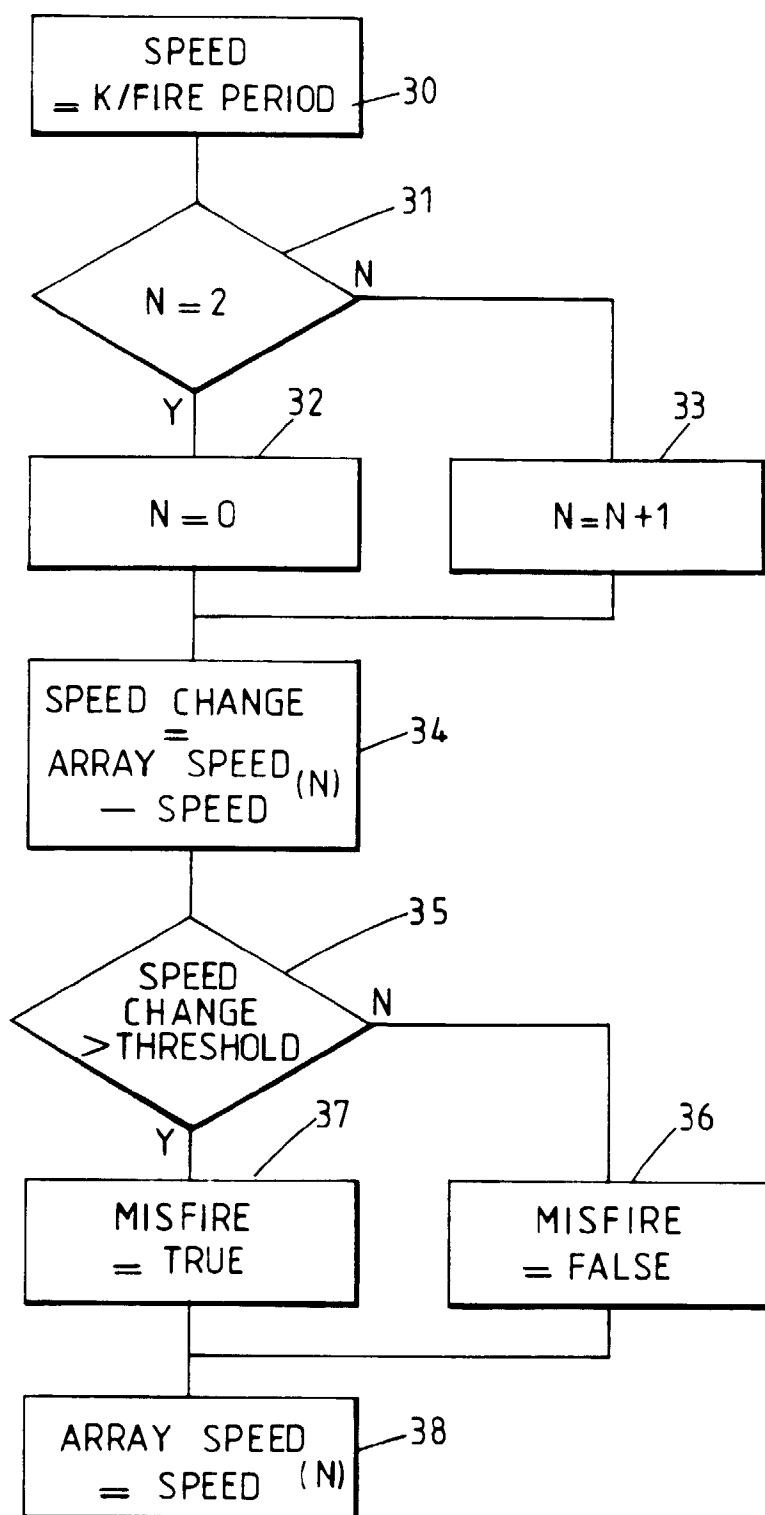 SPEED
= K/FIRE PERIOD
30
31
N = 2
N
Y
32
33
N = 0
N = N + 1
SPEED CHANGE
=
ARRAY SPEED (N)
— SPEED
34
35
SPEED
CHANGE
> THRESHOLD
N
Y
37
36
MISFIRE
= TRUE
MISFIRE
= FALSE
ARRAY SPEED (N)
= SPEED
38